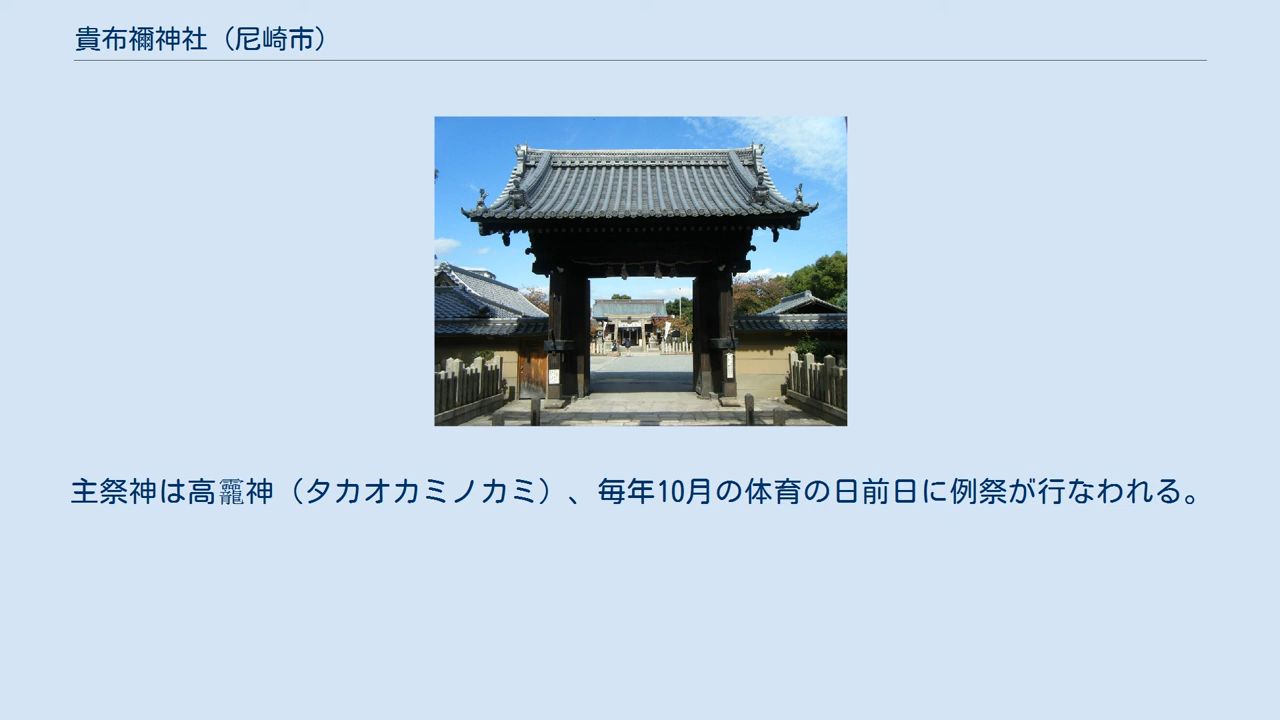 貴布禰神社（尼崎市）
主祭神は高龗神（タカオカミノカミ）、毎年10月の体育の日前日に例祭が行なわれる。